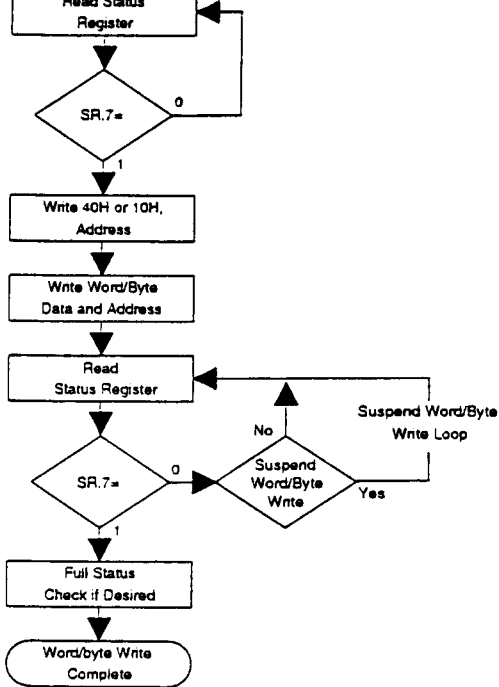 Read Status
Register
SR.7=
0
1
Write 40H or 10H,
Address
Write Word/Byte
Data and Address
Read
Status Register
Suspend Word/Byte
Write Loop
No
SR.7=
0
Suspend
Word/Byte
Write
Yes
1
Full Status
Check if Desired
Word/byte Write
Complete